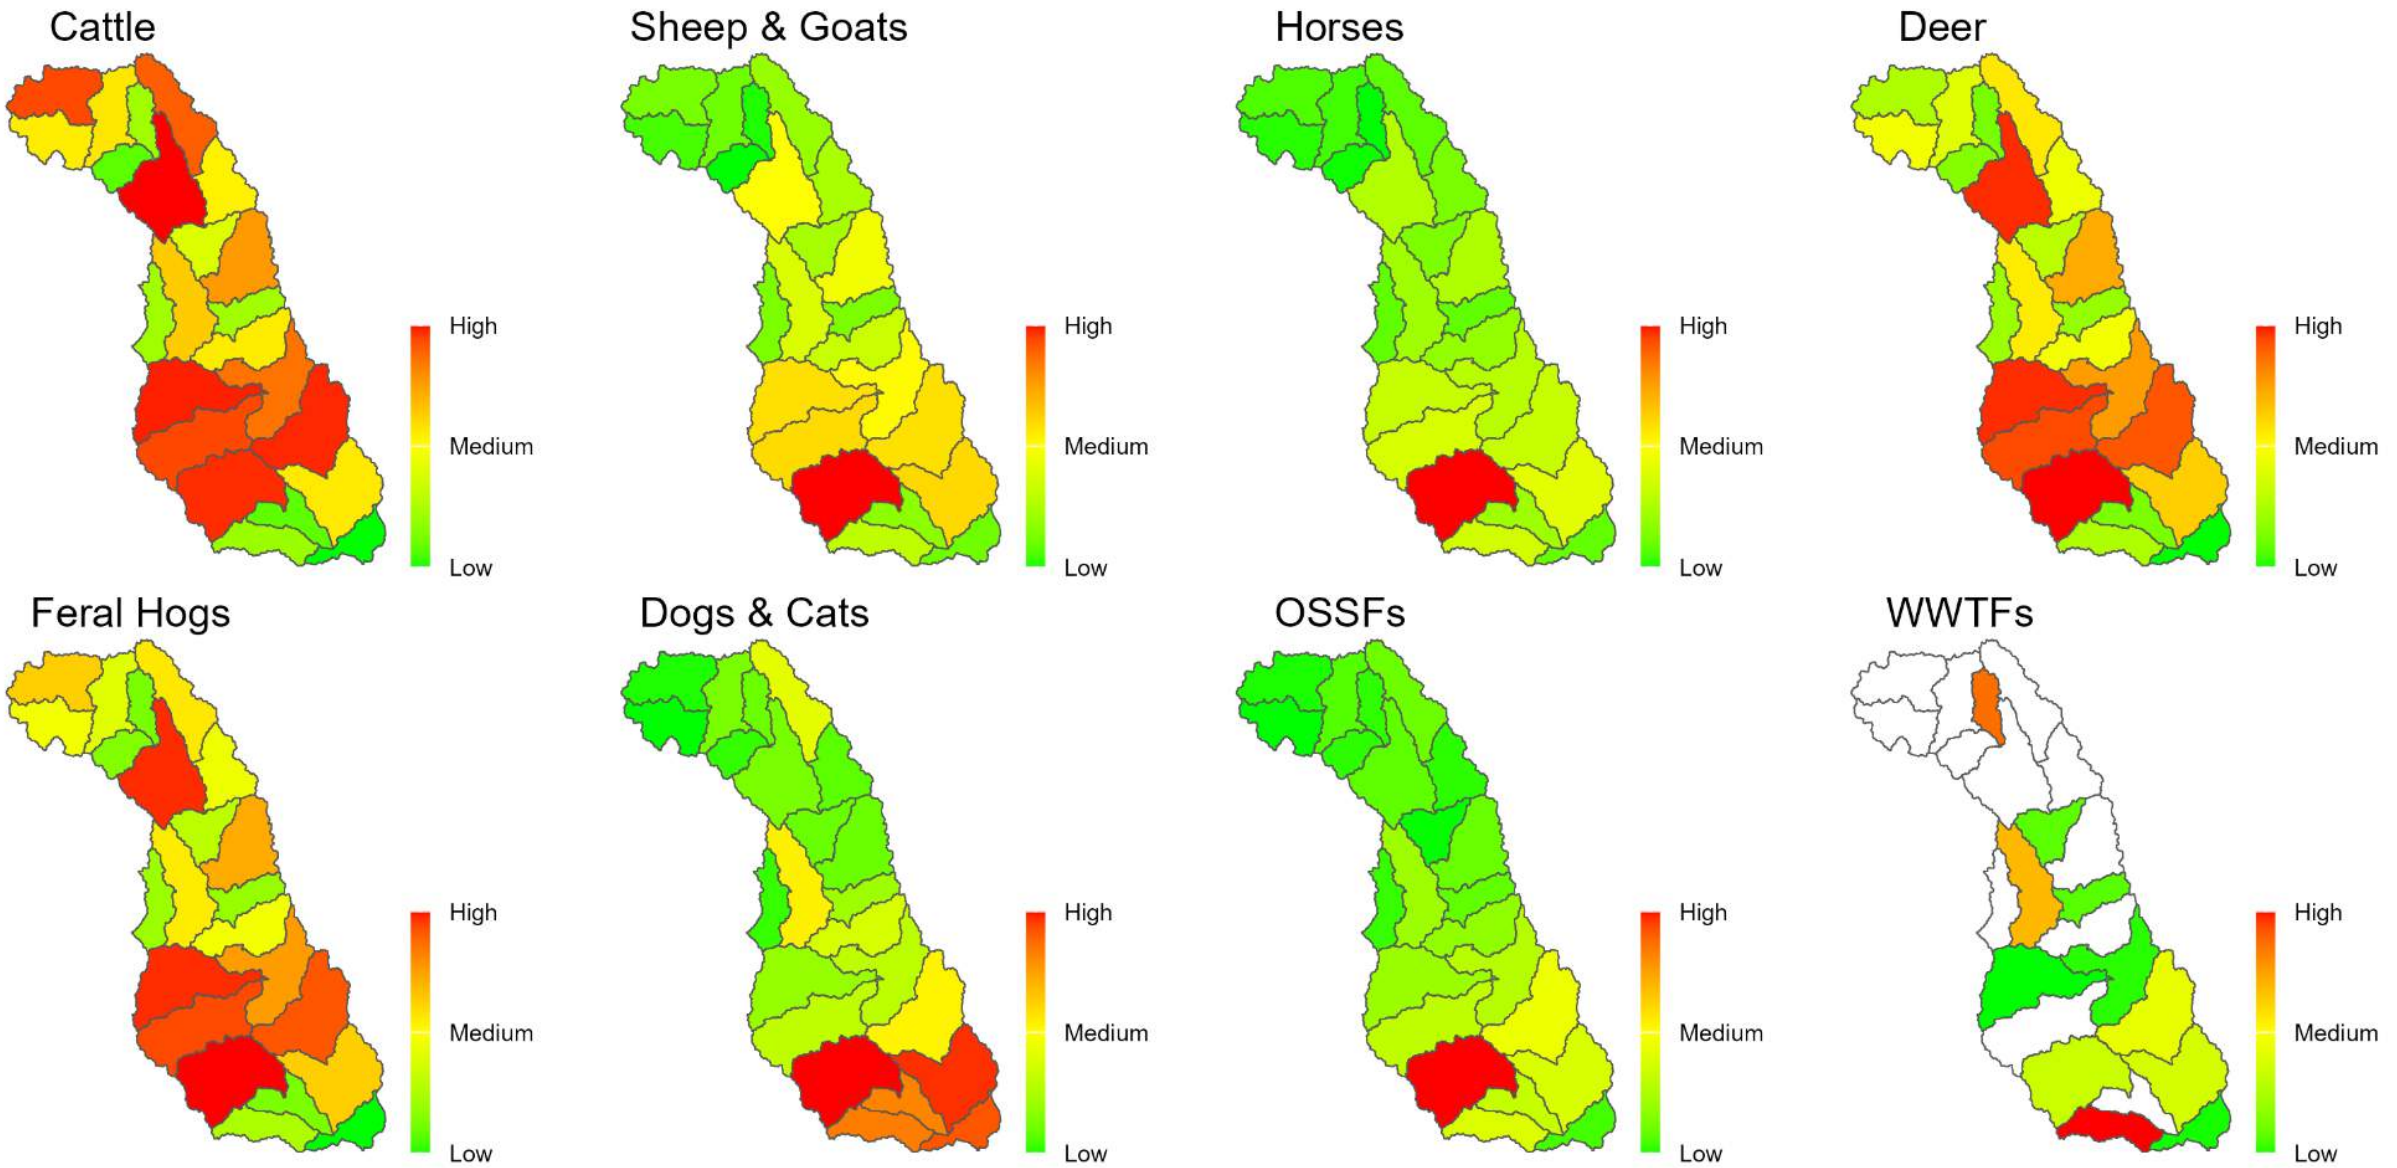 Cattle
Sheep & Goats
Horses
Deer
High
Medium
Low
High
Medium
Low
High
Medium
Low
High
Medium
Low
Feral Hogs
Dogs & Cats
OSSFs
WWTFs
High
Medium
Low
High
Medium
Low
High
Medium
Low
High
Medium
Low